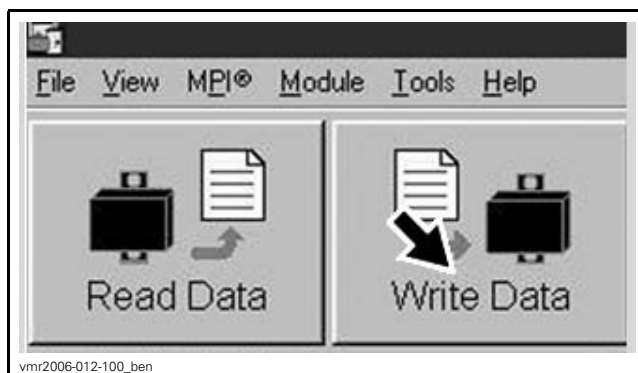 File View MPI® Module Tools Help
Read Data Write Data
vmr2006-012-100_ben